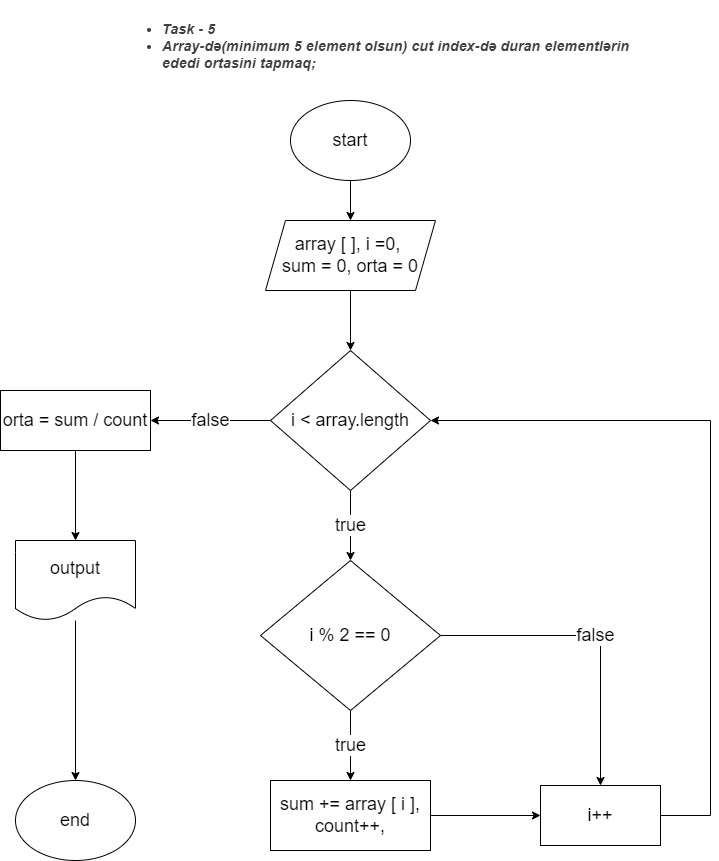 Task - 5
Array-də(minimum 5 element olsun) cut index-də duran elementlərin
ededi ortasini tapmaq;
start
array [ ], i =0,
sum = 0, orta = 0
i < array.length
false
orta = sum / count
true
output
i % 2 == 0
false
true
sum += array [ i ],
count++,
i++
end